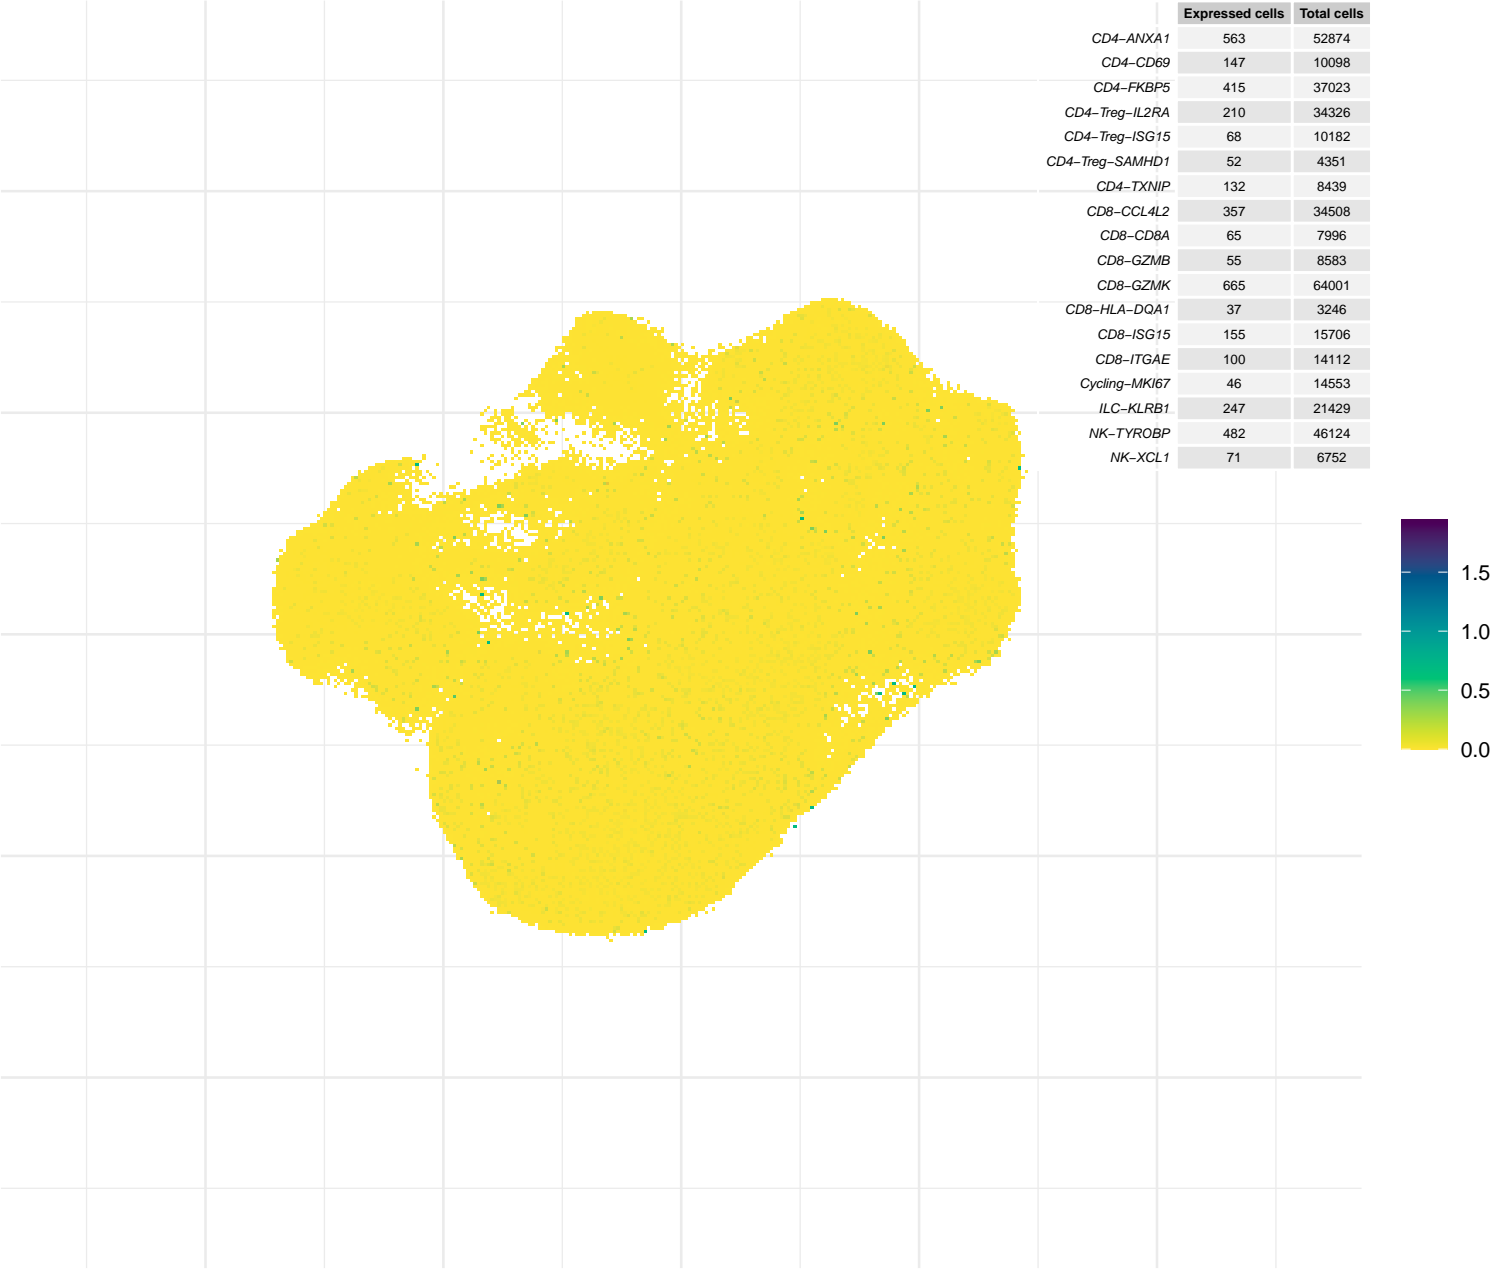 Expressed cells Total cells
CD4−ANXA1 563 52874
CD4−CD69 147 10098
CD4−FKBP5 415 37023
CD4−Treg−IL2RA 210 34326
CD4−Treg−ISG15 68 10182
CD4−Treg−SAMHD1 52 4351
CD4−TXNIP 132 8439
CD8−CCL4L2 357 34508
CD8−CD8A 65 7996
CD8−GZMB 55 8583
CD8−GZMK 665 64001
CD8−HLA−DQA1 37 3246
CD8−ISG15 155 15706
CD8−ITGAE 100 14112
Cycling−MKI67 46 14553
ILC−KLRB1 247 21429
NK−TYROBP 482 46124
NK−XCL1 71 6752
1.5
1.0
0.5
0.0